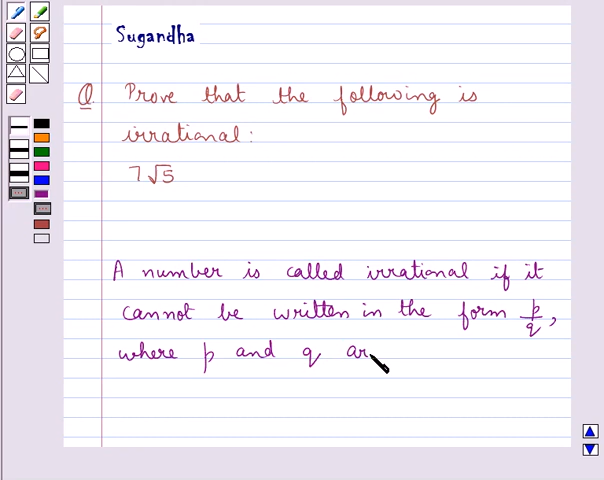 Sugandha
Q. Prove that the following is
irrational:
7√5
A number is called irrational if it
cannot be written in the form p/q,
where p and q ar